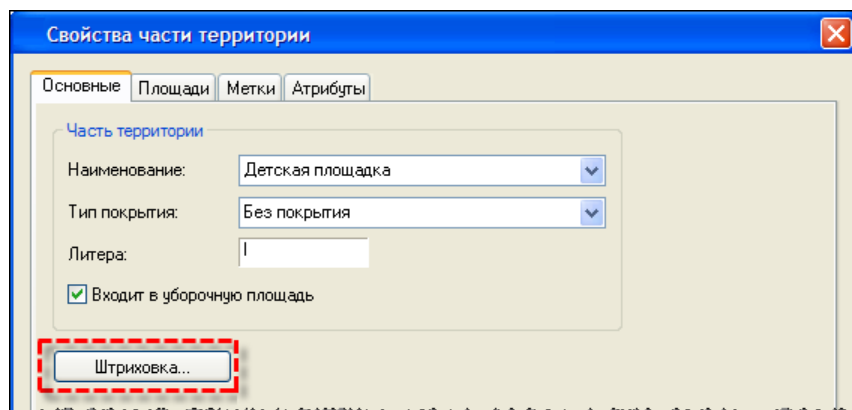 Свойства части территории
Основные Площади Метки Атрибуты
Часть территории
Наименование: Детская площадка
Тип покрытия: Без покрытия
Литера: I
Входит в уборочную площадь
Штриховка...